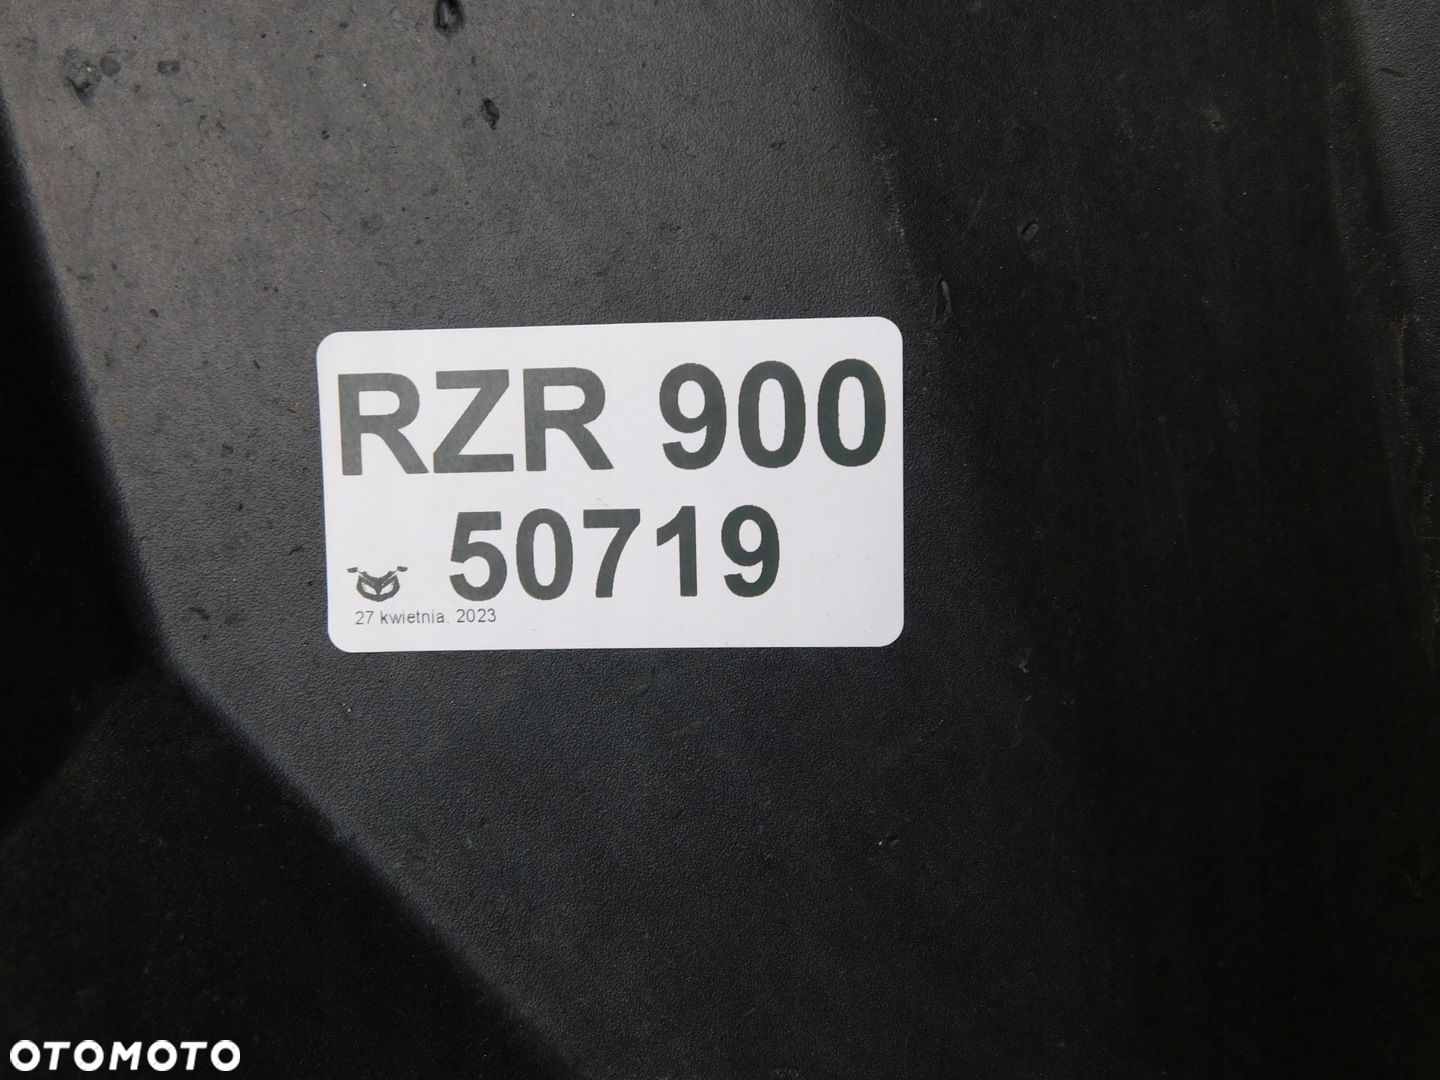 RZR 900
50719
27 kwietnia, 2023
OTOMOTO